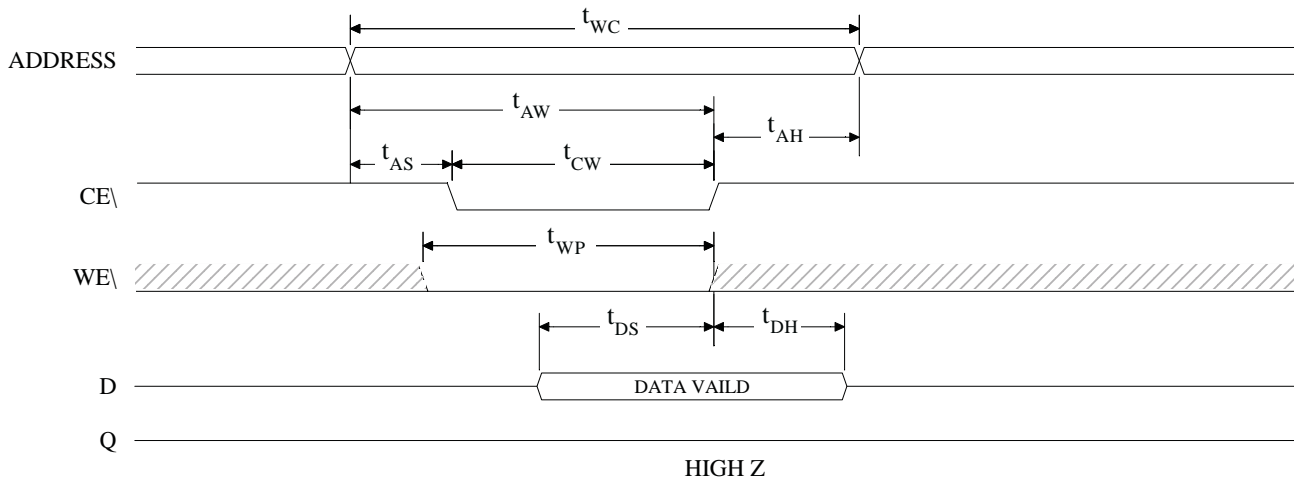 tWC
ADDRESS
tAW
tAH
tAS
tCW
CE\
tWP
WE\
tDS
tDH
D
DATA VAILD
Q
HIGH Z